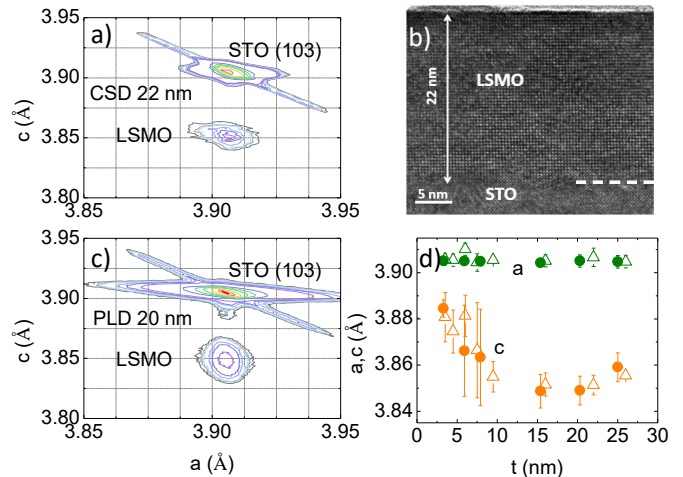 a)
STO (103)
CSD 22 nm
LSMO
c (Å)
3.95
3.90
3.85
3.80
3.85
3.90
3.95
b)
22 nm
LSMO
5 nm
STO
c)
STO (103)
PLD 20 nm
LSMO
c (Å)
3.95
3.90
3.85
3.80
3.85
3.90
3.95
a (Å)
d)
a
c
a,c (Å)
3.90
3.88
3.86
3.84
0 5 10 15 20 25 30
t (nm)